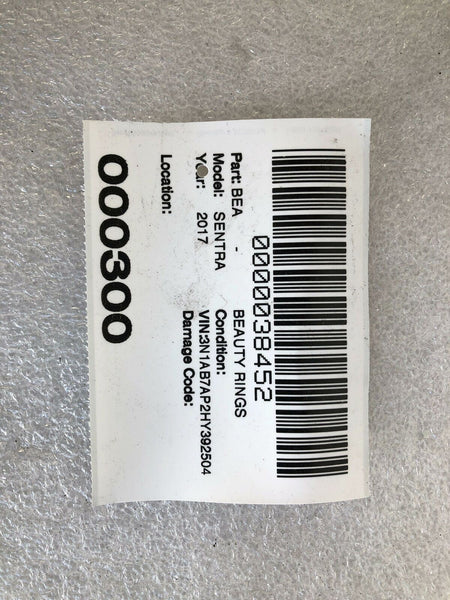 0000038452
Part: BEA - BEAUTY RINGS
Model: SENTRA Condition:
Year: 2017 VIN3N1AB7AP2HY392504
Damage Code:
Location:
000300